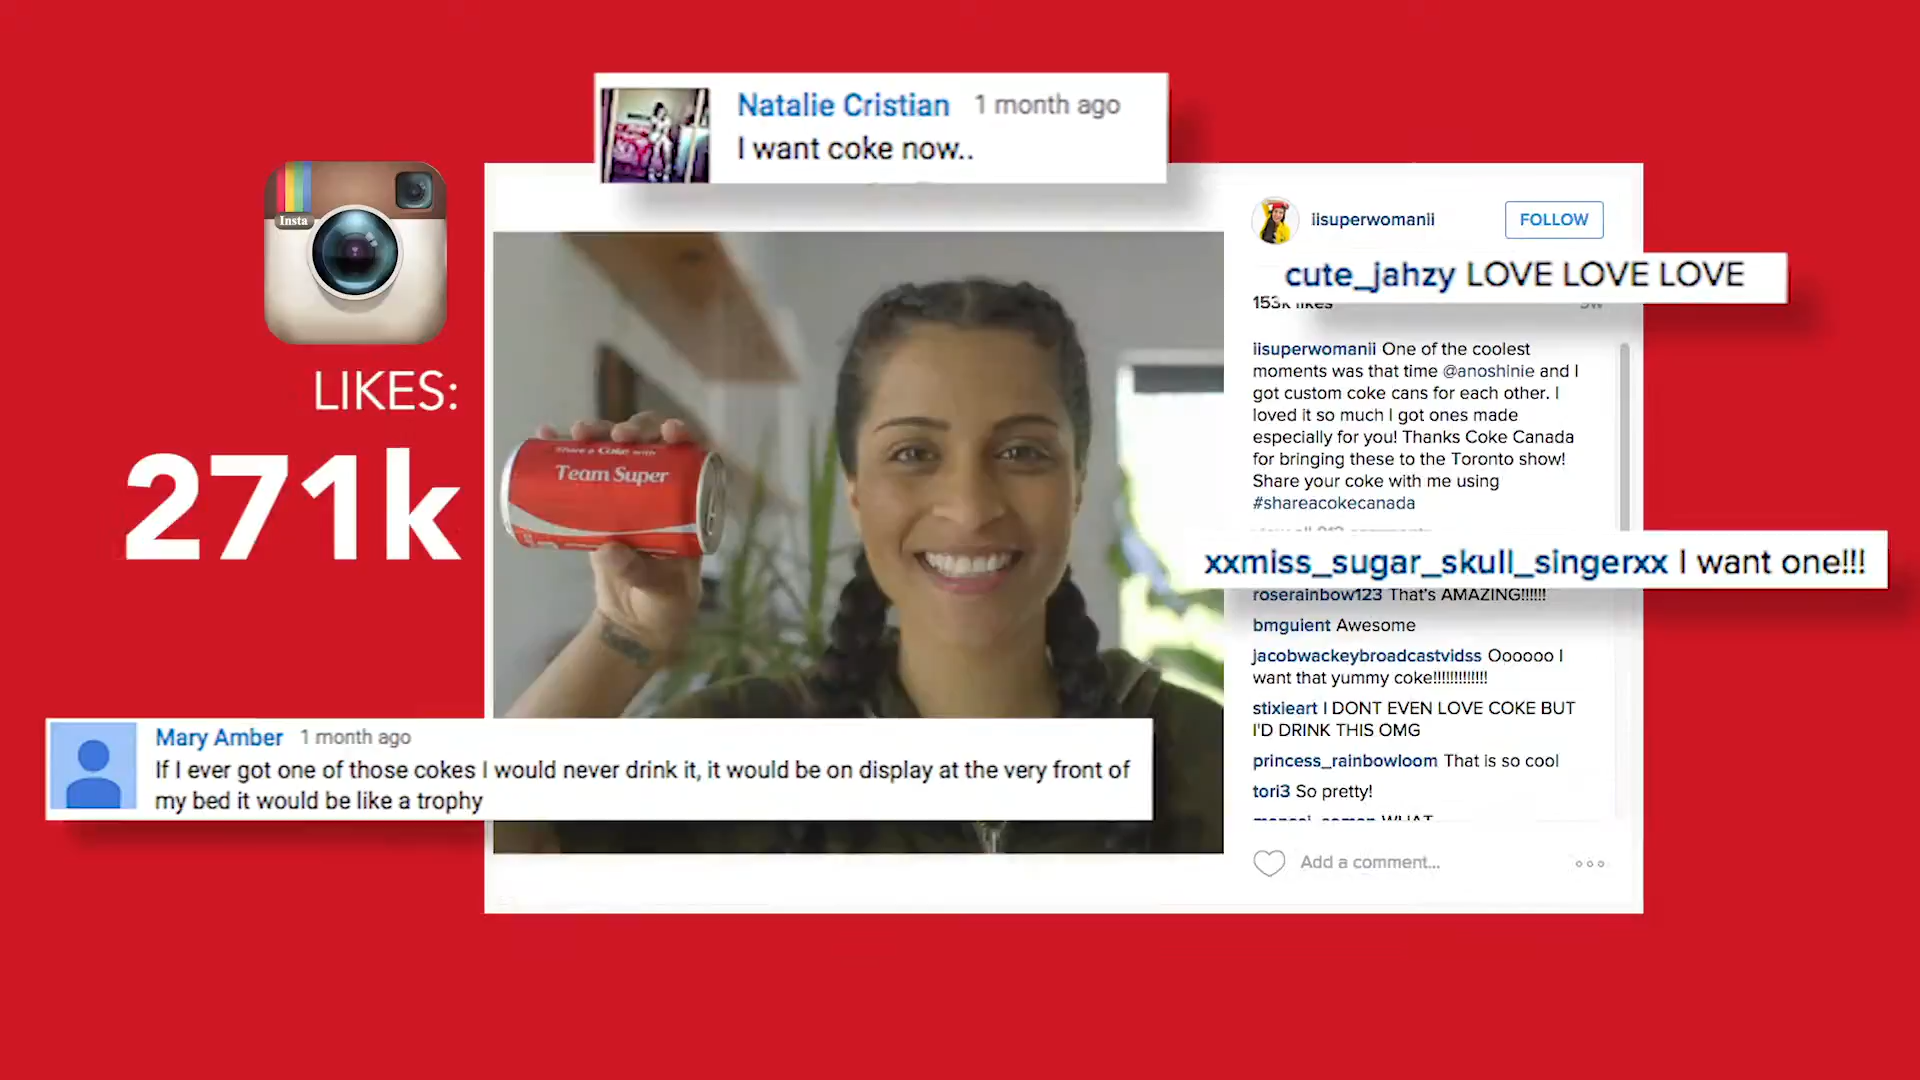 Natalie Cristian 1 month ago
I want coke now..
Insta
LIKES:
271k
Share a Coke with
Team Super
iisuperwomanii
FOLLOW
cute_jahzy LOVE LOVE LOVE
153k likes
iisuperwomanii One of the coolest
moments was that time @anoshinie and I
got custom coke cans for each other. I
loved it so much I got ones made
especially for you! Thanks Coke Canada
for bringing these to the Toronto show!
Share your coke with me using
#shareacokecanada
xxmiss_sugar_skull_singerxx I want one!!!
roserainbow123 That's AMAZING!!!!!!
bmguient Awesome
jacobwackeybroadcastvidss Oooooo I
want that yummy coke!!!!!!!!!!!!!
stixieart I DONT EVEN LOVE COKE BUT
I'D DRINK THIS OMG
princess_rainbowloom That is so cool
tori3 So pretty!
WHAT
Add a comment...
Mary Amber 1 month ago
If I ever got one of those cokes I would never drink it, it would be on display at the very front of
my bed it would be like a trophy